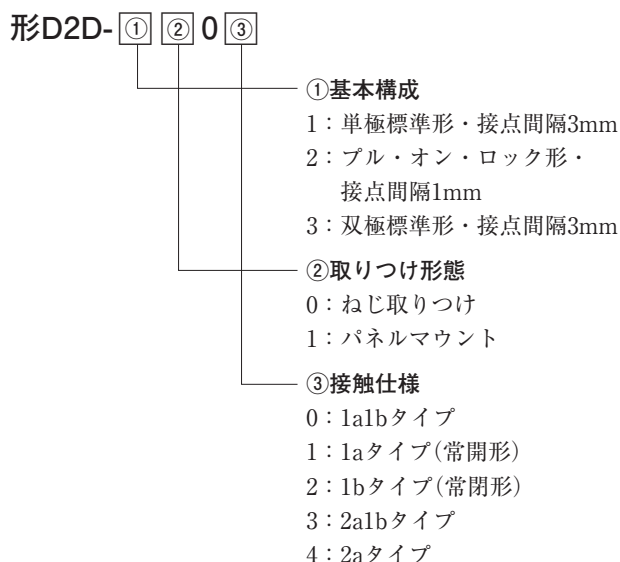 形D2D-① ② 0 ③
①基本構成
1：単極標準形・接点間隔3mm
2：プル・オン・ロック形・
接点間隔1mm
3：双極標準形・接点間隔3mm
②取りつけ形態
0：ねじ取りつけ
1：パネルマウント
③接触仕様
0：1a1bタイプ
1：1aタイプ(常開形)
2：1bタイプ(常閉形)
3：2a1bタイプ
4：2aタイプ